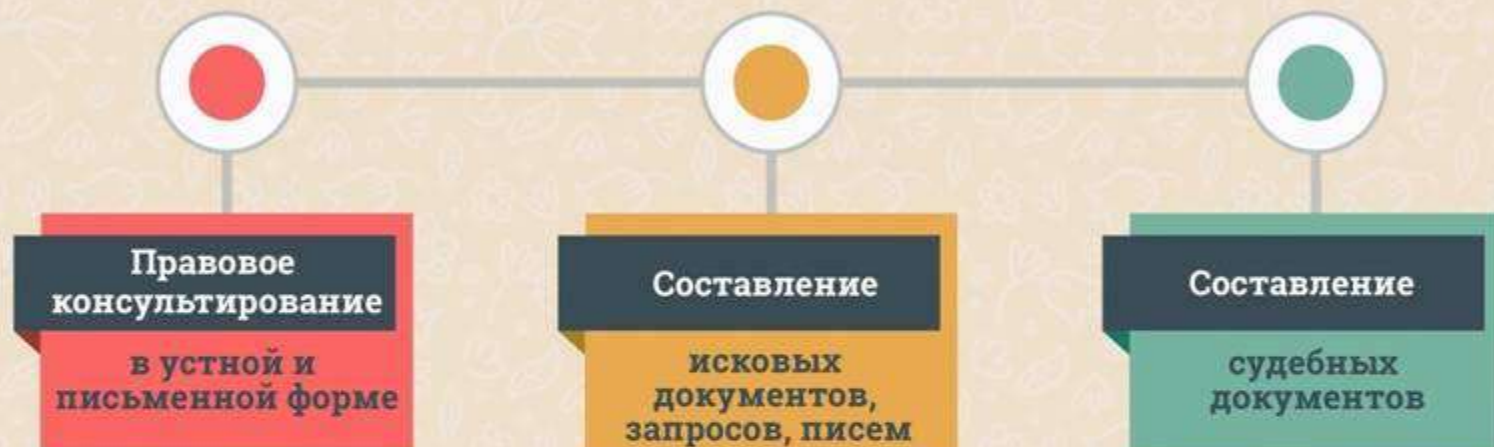 Правовое
консультирование
в устной и
письменной форме
Составление
исковых
документов,
запросов, писем
Составление
судебных
документов